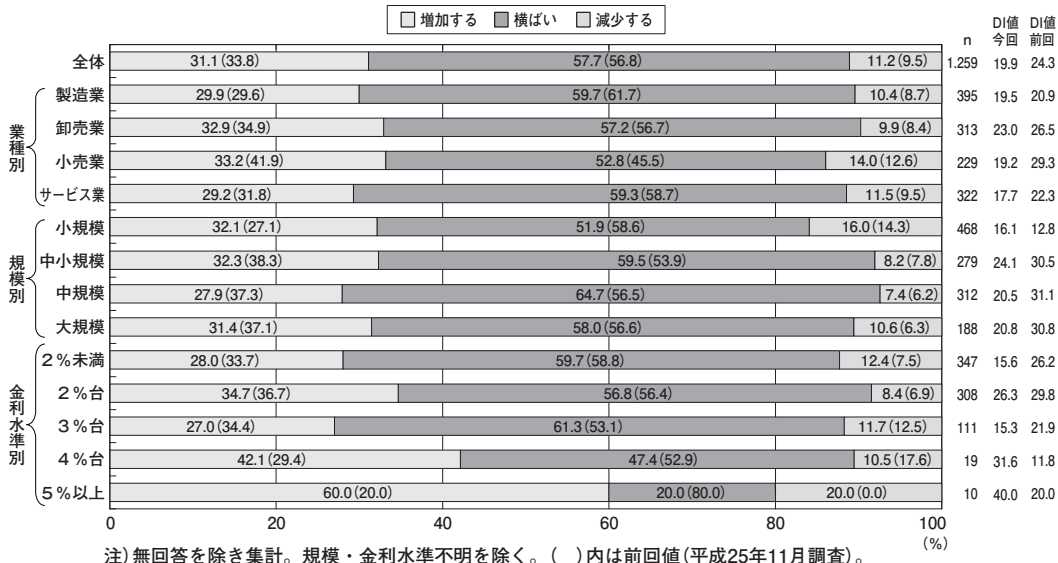 増加する 横ばい 減少する
n DI値今回 DI値前回
全体 31.1(33.8) 57.7(56.8) 11.2(9.5) 1.259 19.9 24.3
業種別
製造業 29.9(29.6) 59.7(61.7) 10.4(8.7) 395 19.5 20.9
卸売業 32.9(34.9) 57.2(56.7) 9.9(8.4) 313 23.0 26.5
小売業 33.2(41.9) 52.8(45.5) 14.0(12.6) 229 19.2 29.3
サービス業 29.2(31.8) 59.3(58.7) 11.5(9.5) 322 17.7 22.3
規模別
小規模 32.1(27.1) 51.9(58.6) 16.0(14.3) 468 16.1 12.8
中小規模 32.3(38.3) 59.5(53.9) 8.2(7.8) 279 24.1 30.5
中規模 27.9(37.3) 64.7(56.5) 7.4(6.2) 312 20.5 31.1
大規模 31.4(37.1) 58.0(56.6) 10.6(6.3) 188 20.8 30.8
金利水準別
2%未満 28.0(33.7) 59.7(58.8) 12.4(7.5) 347 15.6 26.2
2%台 34.7(36.7) 56.8(56.4) 8.4(6.9) 308 26.3 29.8
3%台 27.0(34.4) 61.3(53.1) 11.7(12.5) 111 15.3 21.9
4%台 42.1(29.4) 47.4(52.9) 10.5(17.6) 19 31.6 11.8
5%以上 60.0(20.0) 20.0(80.0) 20.0(0.0) 10 40.0 20.0
0 20 40 60 80 100
(%)
注)無回答を除き集計。規模・金利水準不明を除く。( )内は前回値(平成25年11月調査)。